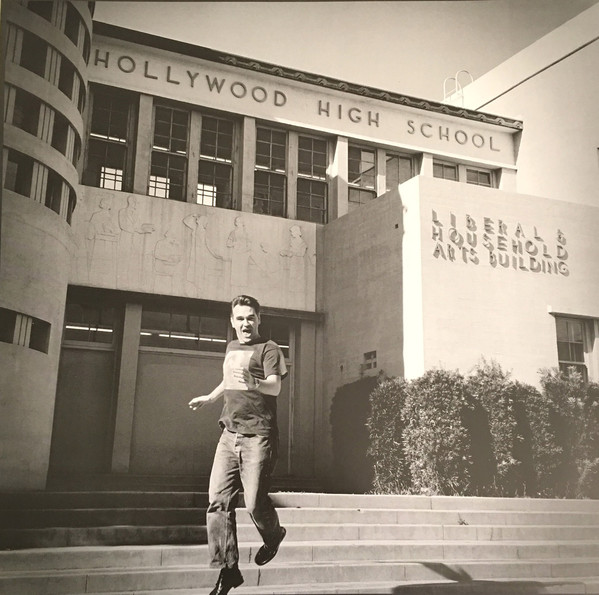 HOLLYWOOD HIGH SCHOOL
LIBERAL &
HOUSEHOLD
ARTS BUILDING